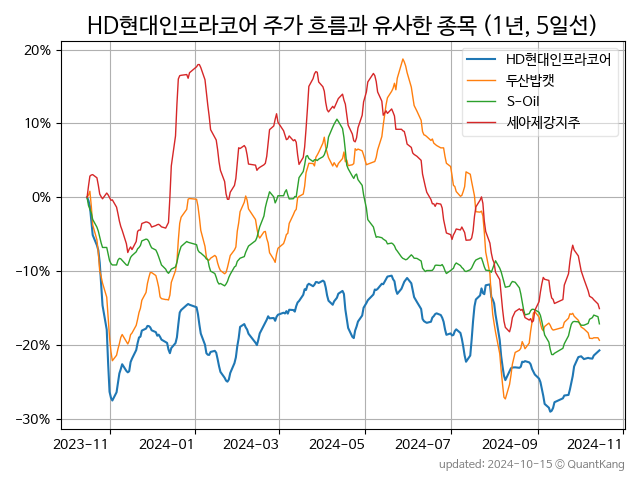 HD현대인프라코어 주가 흐름과 유사한 종목 (1년, 5일선)
HD현대인프라코어
두산밥캣
S-Oil
세아제강지주
20%
10%
0%
−10%
−20%
−30%
2023-11
2024-01
2024-03
2024-05
2024-07
2024-09
2024-11
updated: 2024-10-15 © QuantKang